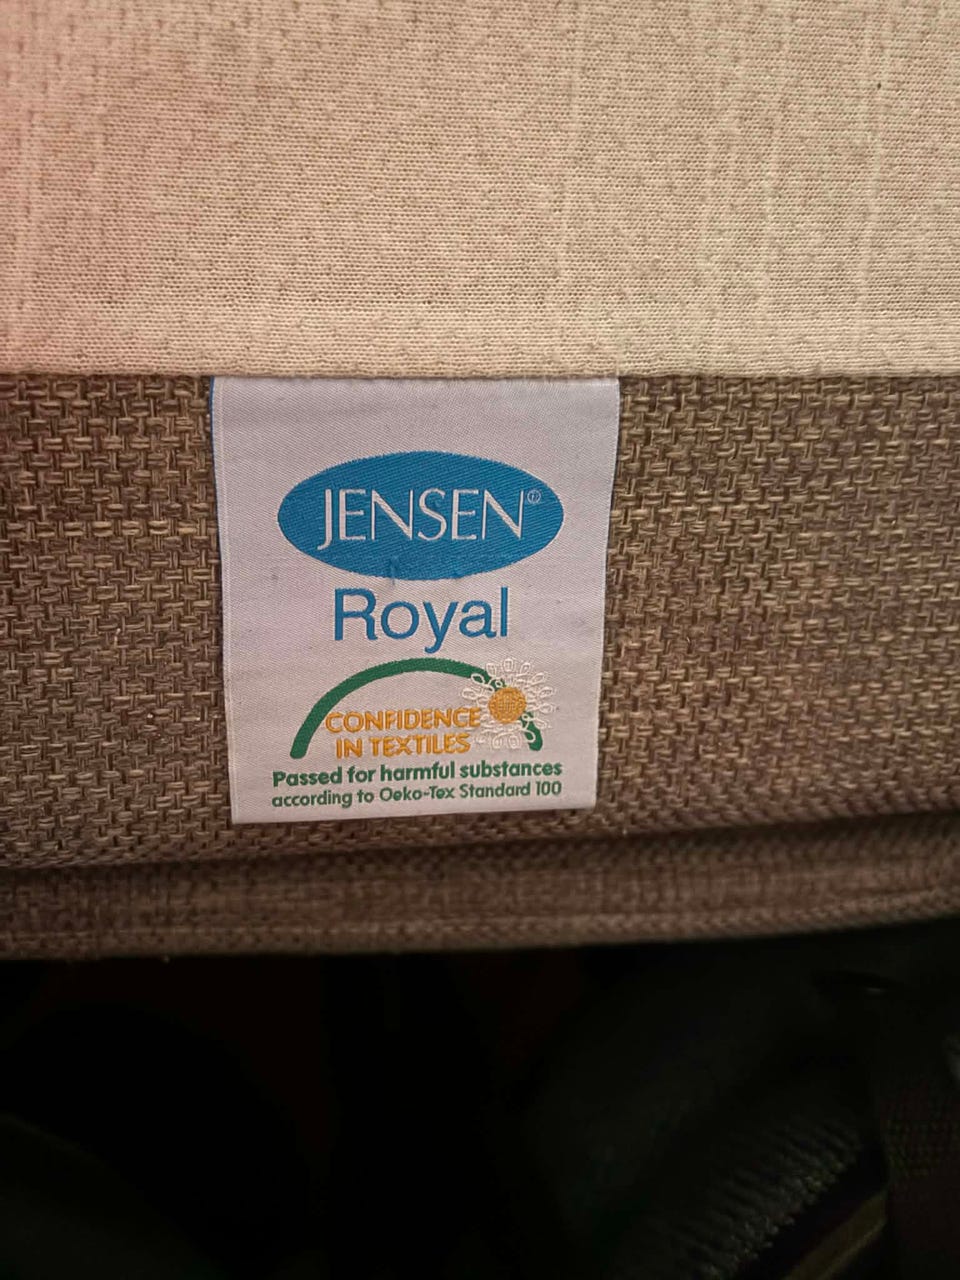 JENSEN®
Royal
CONFIDENCE
IN TEXTILES
Passed for harmful substances
according to Oeko-Tex Standard 100